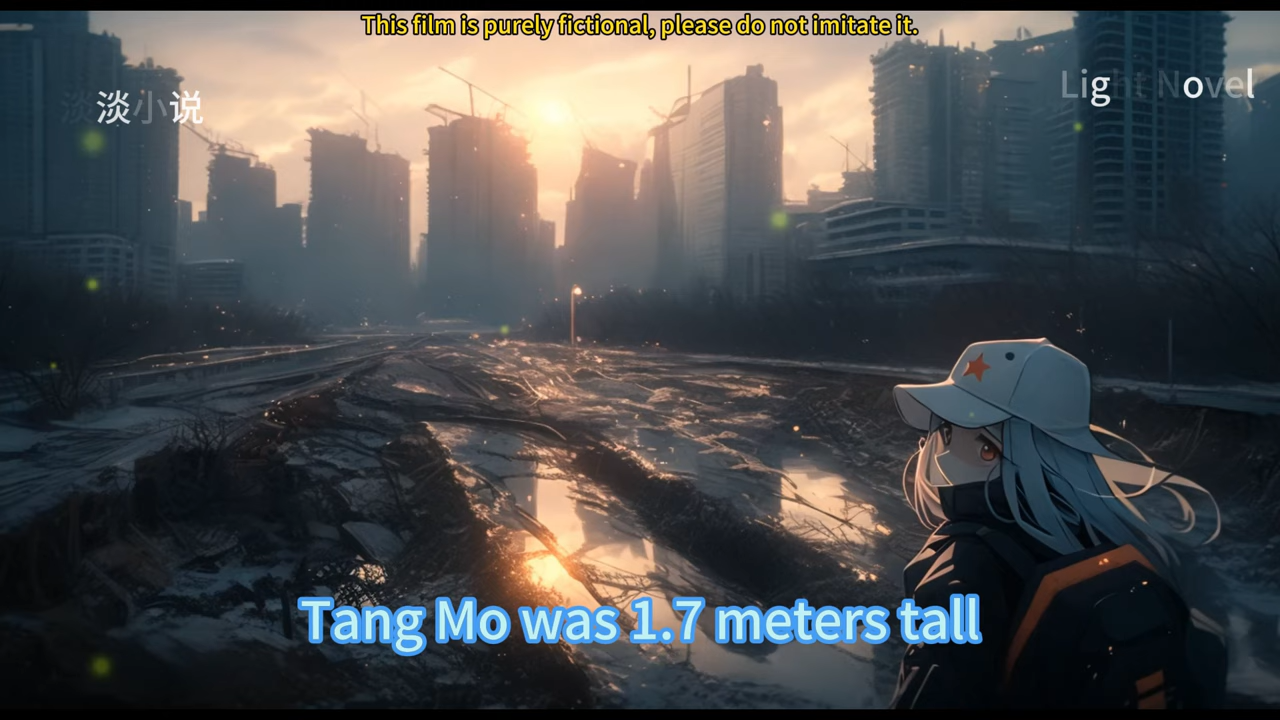 This film is purely fictional, please do not imitate it.
淡淡小说
Light Novel
Tang Mo was 1.7 meters tall